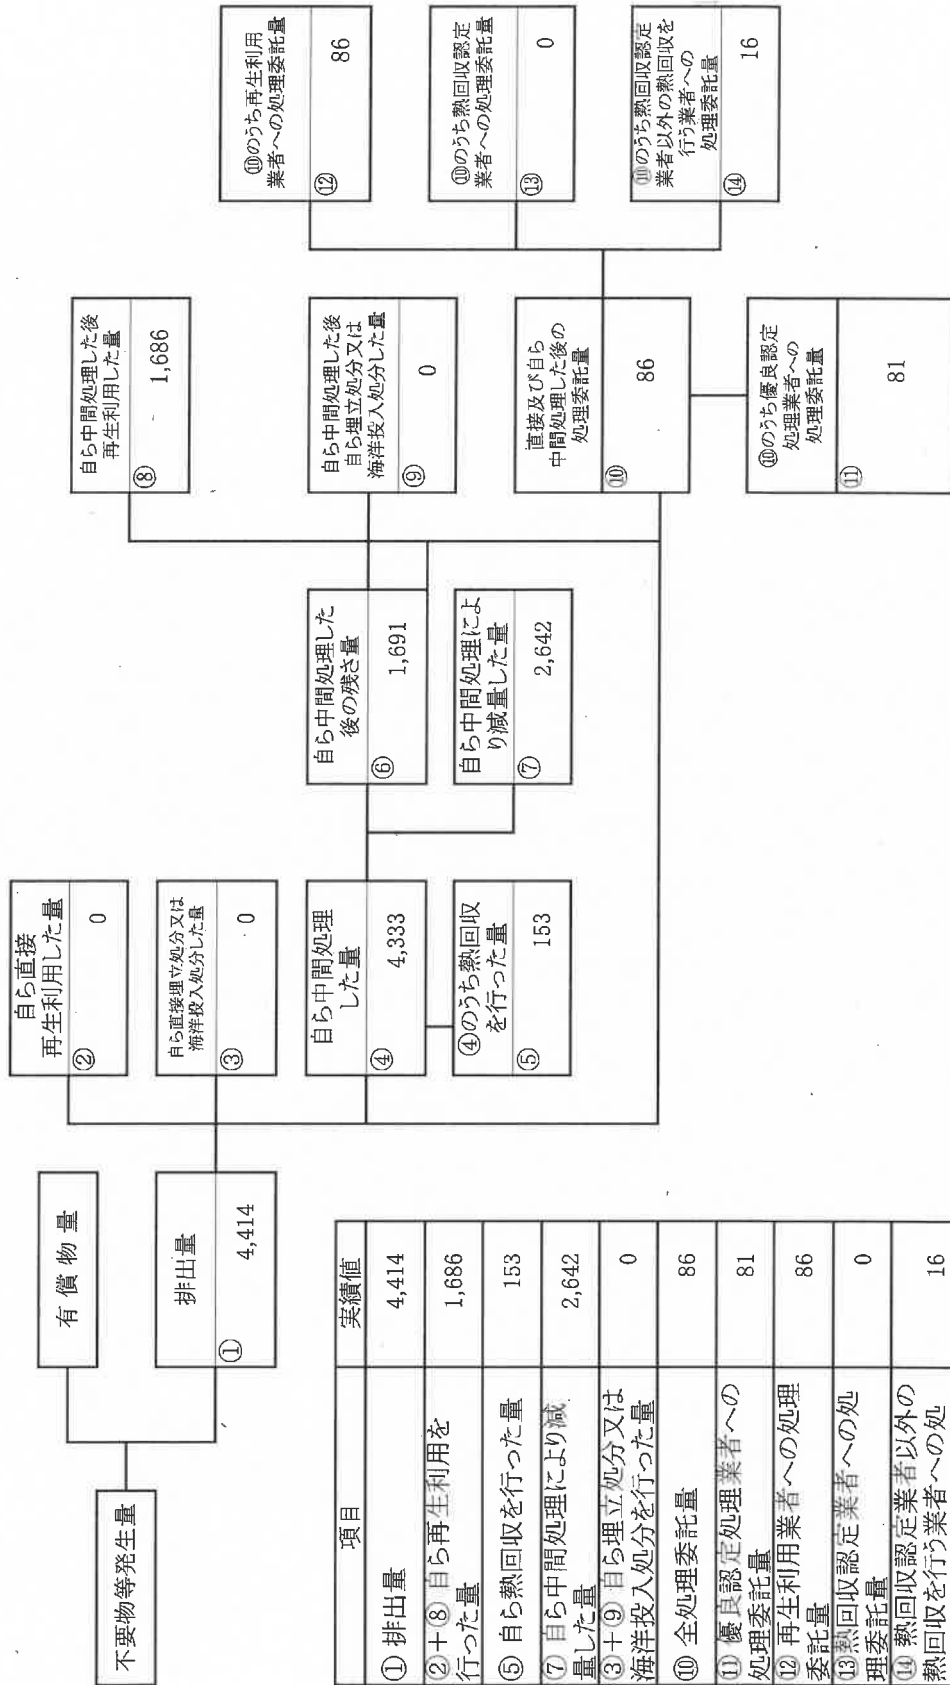 不要物等発生量
有償物量
排出量
①
4,414
自ら直接
再生利用した量
②
0
自ら直接埋立処分又は
海洋投入処分した量
③
0
自ら中間処理
した量
④
4,333
④のうち熱回収
を行った量
⑤
153
自ら中間処理した
後の残さ量
⑥
1,691
自ら中間処理によ
り減量した量
⑦
2,642
自ら中間処理した後
再生利用した量
⑧
1,686
自ら中間処理した後
自ら埋立処分又は
海洋投入処分した量
⑨
0
直接及び自ら
中間処理した後の
処理委託量
⑩
86
⑩のうち優良認定
処理業者への
処理委託量
⑪
81
⑩のうち再生利用
業者への処理委託量
⑫
86
⑩のうち熱回収認定
業者への処理委託量
⑬
0
⑩のうち熱回収認定
業者以外の熱回収を
行う業者への
処理委託量
⑭
16
項目 実績値
①排出量 4,414
②+⑧自ら再生利用を
行った量 1,686
⑤自ら熱回収を行った量 153
⑦自ら中間処理により減
量した量 2,642
③+⑨自ら埋立処分又は
海洋投入処分を行った量 0
⑩全処理委託量 86
⑪優良認定処理業者への
処理委託量 81
⑫再生利用業者への処理
委託量 86
⑬熱回収認定業者への処
理委託量 0
⑭熱回収認定業者以外の
熱回収を行う業者への処 16